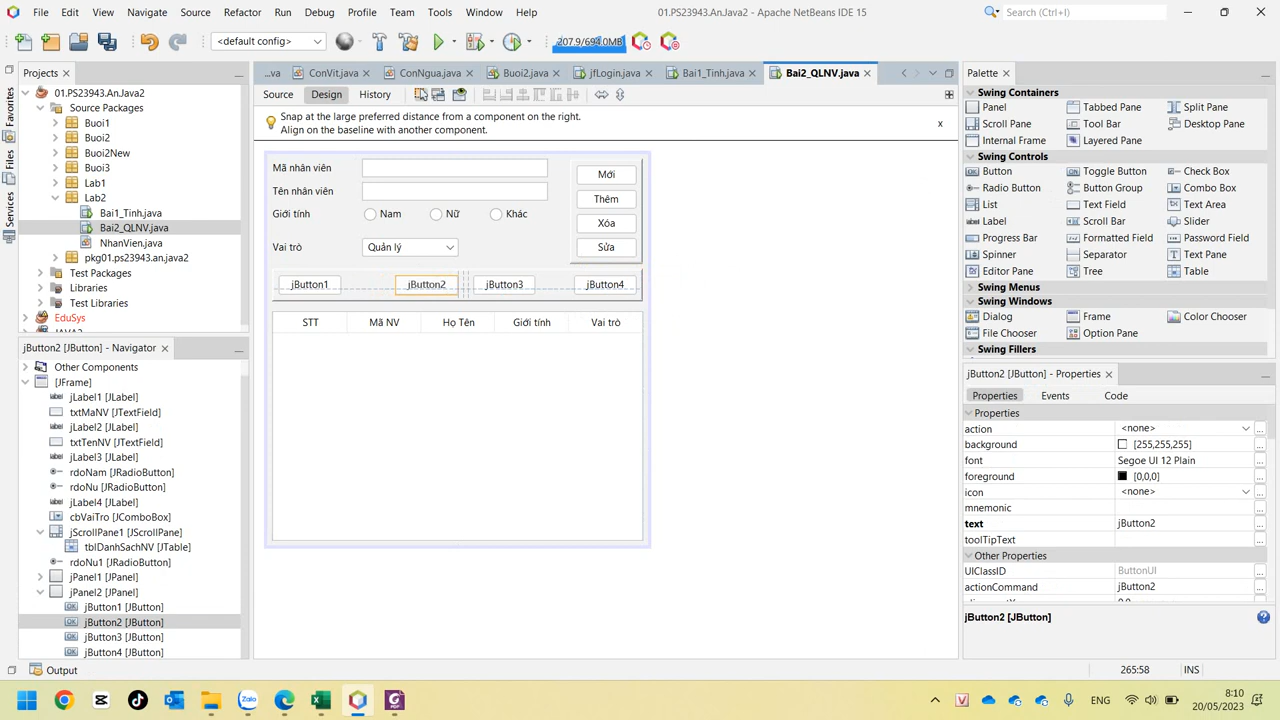 File Edit View Navigate Source Refactor Run Debug Profile Team Tools Window Help
01.PS23943.An.Java2 - Apache NetBeans IDE 15
Search (Ctrl+I)
<default config>
207.9/694.0MB
Projects
...va ConVit.java ConNgua.java Buoi2.java jfLogin.java Bai1_Tinh.java Bai2_QLNV.java
Palette
Source Design History
Snap at the large preferred distance from a component on the right.
Align on the baseline with another component.
x
Favorites
Files
Services
01.PS23943.An.Java2
Source Packages
Buoi1
Buoi2
Buoi2New
Buoi3
Lab1
Lab2
Bai1_Tinh.java
Bai2_QLNV.java
NhanVien.java
pkg01.ps23943.an.java2
Test Packages
Libraries
Test Libraries
EduSys
jButton2 [JButton] - Navigator
Other Components
[JFrame]
jLabel1 [JLabel]
txtMaNV [JTextField]
jLabel2 [JLabel]
txtTenNV [JTextField]
jLabel3 [JLabel]
rdoNam [JRadioButton]
rdoNu [JRadioButton]
jLabel4 [JLabel]
cbVaiTro [JComboBox]
jScrollPane1 [JScrollPane]
tblDanhSachNV [JTable]
rdoNu1 [JRadioButton]
jPanel1 [JPanel]
jPanel2 [JPanel]
jButton1 [JButton]
jButton2 [JButton]
jButton3 [JButton]
jButton4 [JButton]
Output
Mã nhân viên
Tên nhân viên
Giới tính Nam Nữ Khác
Vai trò Quản lý
Mới
Thêm
Xóa
Sửa
jButton1 jButton2 jButton3 jButton4
STT Mã NV Họ Tên Giới tính Vai trò
Swing Containers
Panel Tabbed Pane Split Pane
Scroll Pane Tool Bar Desktop Pane
Internal Frame Layered Pane
Swing Controls
Button Toggle Button Check Box
Radio Button Button Group Combo Box
List Text Field Text Area
Label Scroll Bar Slider
Progress Bar Formatted Field Password Field
Spinner Separator Text Pane
Editor Pane Tree Table
Swing Menus
Swing Windows
Dialog Frame Color Chooser
File Chooser Option Pane
Swing Fillers
jButton2 [JButton] - Properties
Properties Events Code
Properties
action <none> ...
background [255,255,255] ...
font Segoe UI 12 Plain ...
foreground [0,0,0] ...
icon <none> ...
mnemonic ...
text jButton2 ...
toolTipText ...
Other Properties
UIClassID ButtonUI ...
actionCommand jButton2 ...
jButton2 [JButton]
265:58 INS
Zalo
PDF
ENG
8:10
20/05/2023